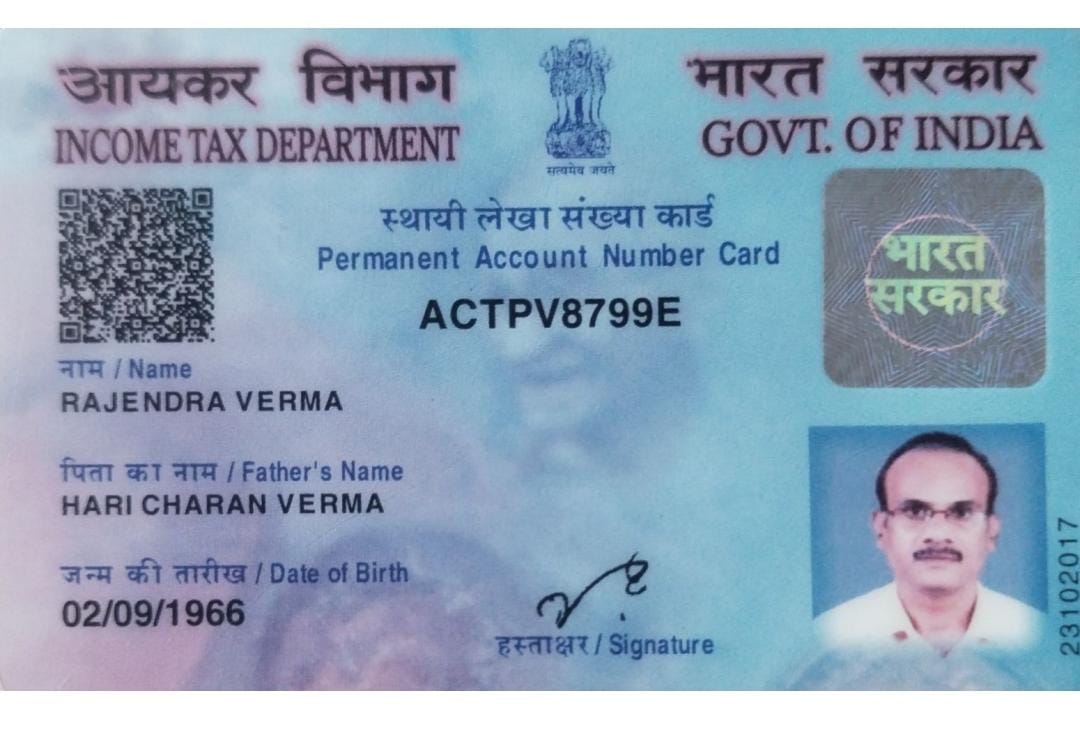 आयकर विभाग
INCOME TAX DEPARTMENT
सत्यमेव जयते
भारत सरकार
GOVT. OF INDIA
स्थायी लेखा संख्या कार्ड
Permanent Account Number Card
ACTPV8799E
भारत
सरकार
नाम / Name
RAJENDRA VERMA
पिता का नाम / Father's Name
HARI CHARAN VERMA
जन्म की तारीख / Date of Birth
02/09/1966
हस्ताक्षर / Signature
23102017